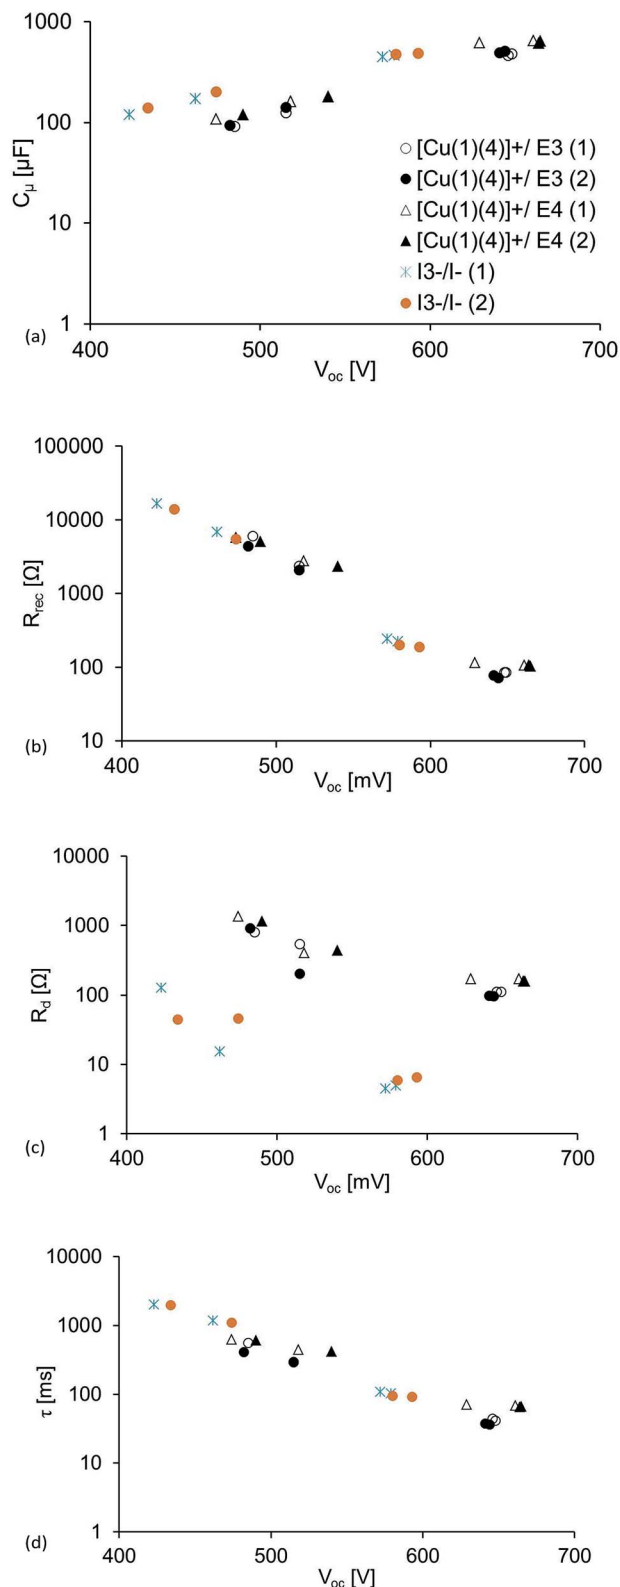 1000
100
10
1
C_μ [µF]
[Cu(1)(4)]+/ E3 (1)
[Cu(1)(4)]+/ E3 (2)
[Cu(1)(4)]+/ E4 (1)
[Cu(1)(4)]+/ E4 (2)
I3-/I- (1)
I3-/I- (2)
400 500 600 700
(a)
V_oc [V]
100000
10000
1000
100
10
R_rec [Ω]
400 500 600 700
(b)
V_oc [mV]
10000
1000
100
10
1
R_d [Ω]
400 500 600 700
(c)
V_oc [mV]
10000
1000
100
10
1
τ [ms]
400 500 600 700
(d)
V_oc [mV]